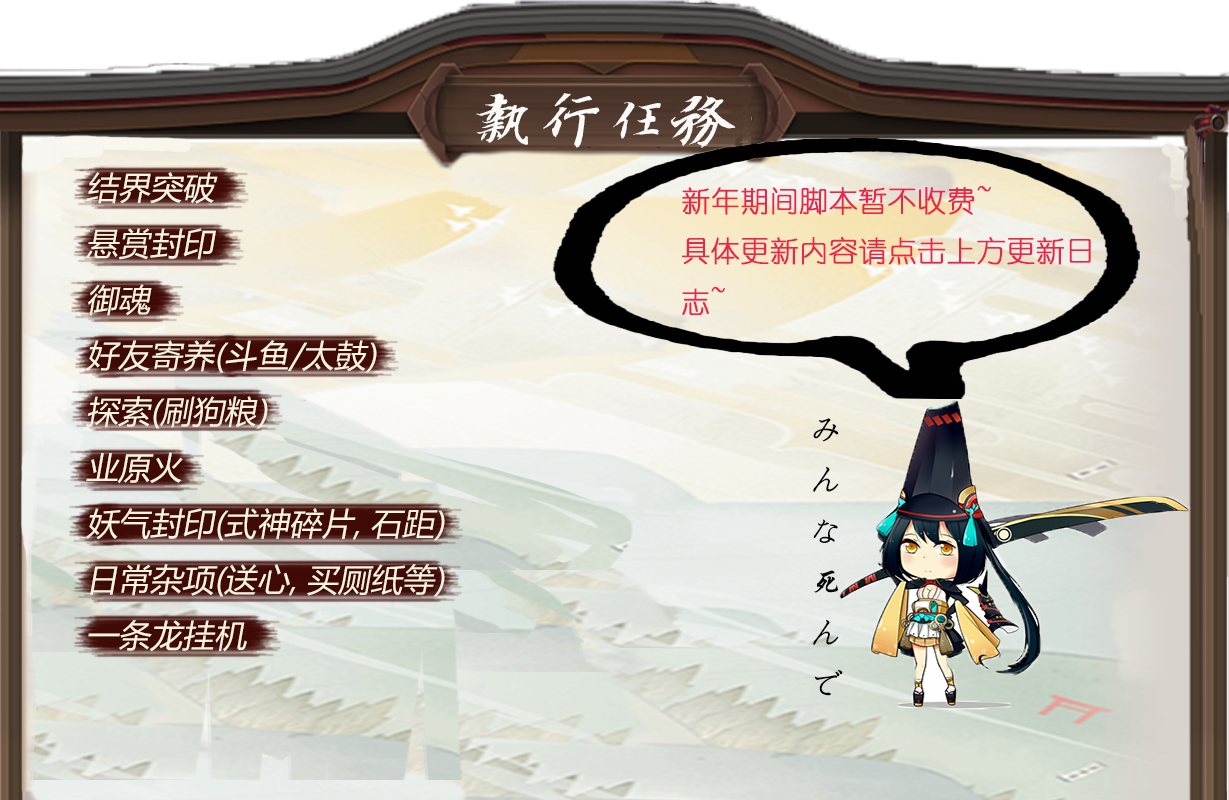 執行任務
结界突破
悬赏封印
御魂
好友寄养(斗鱼/太鼓)
探索(刷狗粮)
业原火
妖气封印(式神碎片, 石距)
日常杂项(送心, 买厕纸等)
一条龙挂机
新年期间脚本暂不收费~
具体更新内容请点击上方更新日
志~
みんな死んで